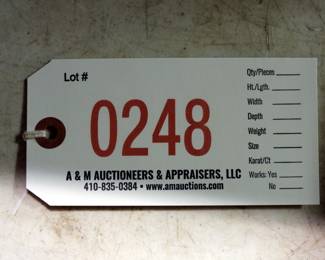 Lot #
0248
Qty/Pieces
Ht./Lgth.
Width
Depth
Weight
Size
Karat/Ct
Works: Yes
No
A & M AUCTIONEERS & APPRAISERS, LLC
410-835-0384 • www.amauctions.com